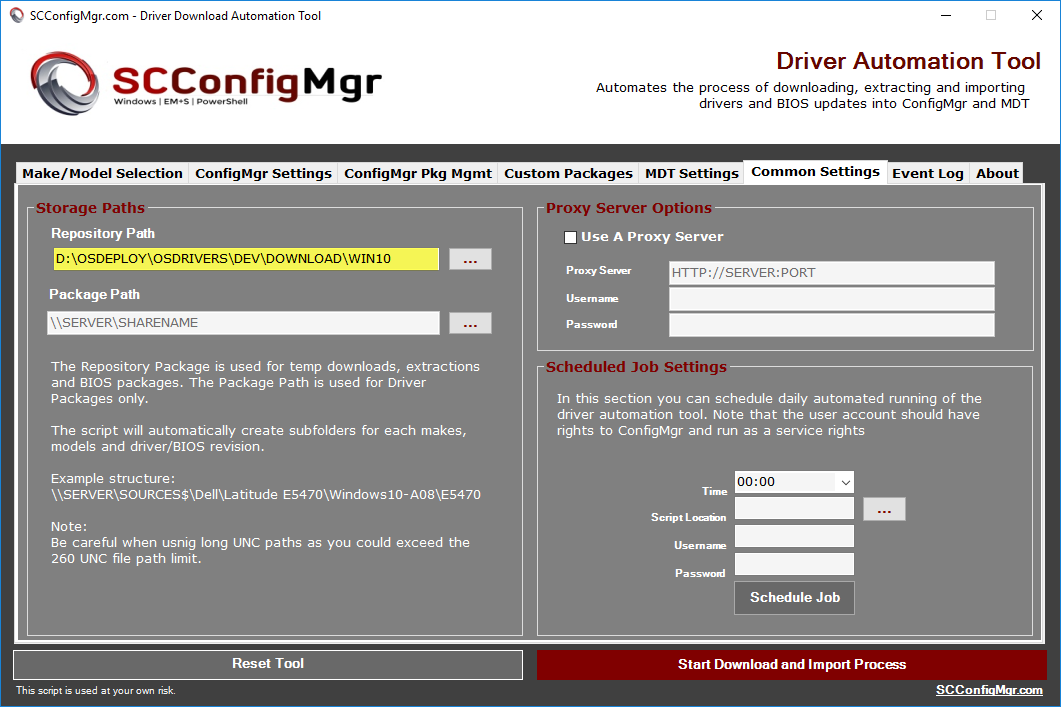 SCConfigMgr.com - Driver Download Automation Tool
SCConfigMgr
Windows | EM+S | PowerShell
Driver Automation Tool
Automates the process of downloading, extracting and importing
drivers and BIOS updates into ConfigMgr and MDT
Make/Model Selection ConfigMgr Settings ConfigMgr Pkg Mgmt Custom Packages MDT Settings Common Settings Event Log About
Storage Paths
Repository Path
D:\OSDEPLOY\OSDRIVERS\DEV\DOWNLOAD\WIN10 ...
Package Path
\\SERVER\SHARENAME ...
The Repository Package is used for temp downloads, extractions
and BIOS packages. The Package Path is used for Driver
Packages only.
The script will automatically create subfolders for each makes,
models and driver/BIOS revision.
Example structure:
\\SERVER\SOURCES$\Dell\Latitude E5470\Windows10-A08\E5470
Note:
Be careful when usnig long UNC paths as you could exceed the
260 UNC file path limit.
Proxy Server Options
Use A Proxy Server
Proxy Server HTTP://SERVER:PORT
Username
Password
Scheduled Job Settings
In this section you can schedule daily automated running of the
driver automation tool. Note that the user account should have
rights to ConfigMgr and run as a service rights
Time 00:00
Script Location ...
Username
Password
Schedule Job
Reset Tool
Start Download and Import Process
This script is used at your own risk.
SCConfigMgr.com